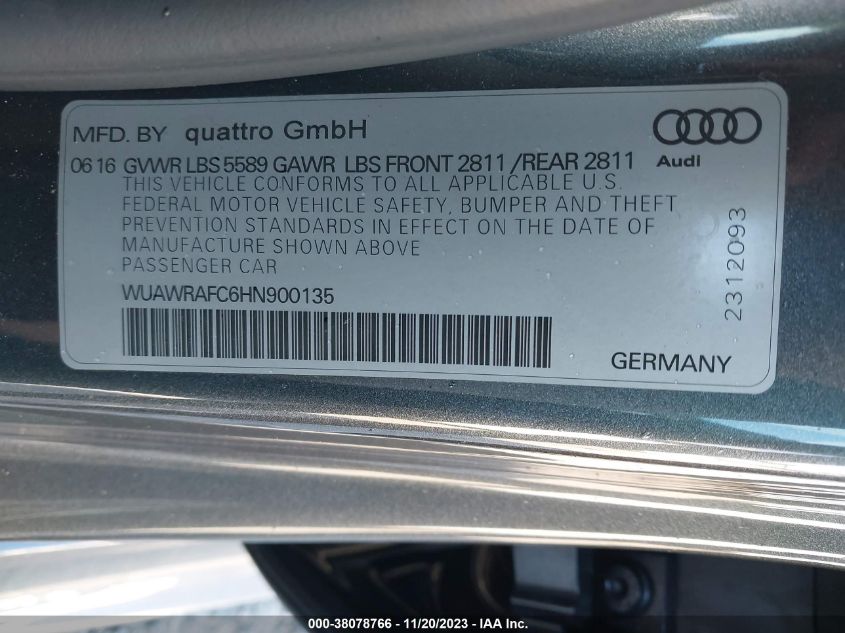 MFD. BY quattro GmbH
06 16 GVWR LBS 5589 GAWR LBS FRONT 2811 /REAR 2811
Audi
THIS VEHICLE CONFORMS TO ALL APPLICABLE U.S.
FEDERAL MOTOR VEHICLE SAFETY, BUMPER AND THEFT
PREVENTION STANDARDS IN EFFECT ON THE DATE OF
MANUFACTURE SHOWN ABOVE
PASSENGER CAR
WUAWRAFC6HN900135
2312093
GERMANY
000-38078766 - 11/20/2023 - IAA Inc.